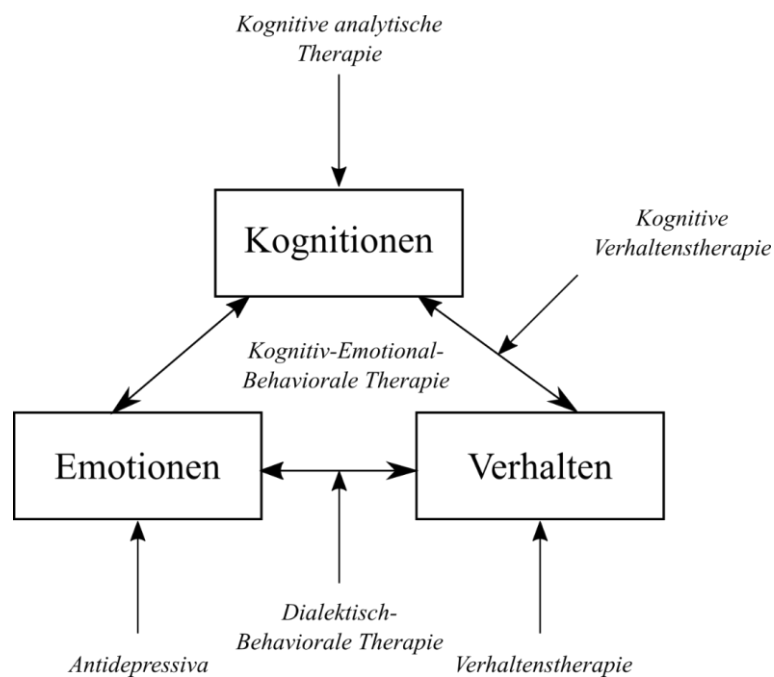 Kognitive analytische
Therapie
Kognitionen
Kognitive
Verhaltenstherapie
Kognitiv-Emotional-
Behaviorale Therapie
Emotionen
Verhalten
Dialektisch-
Behaviorale Therapie
Antidepressiva
Verhaltenstherapie